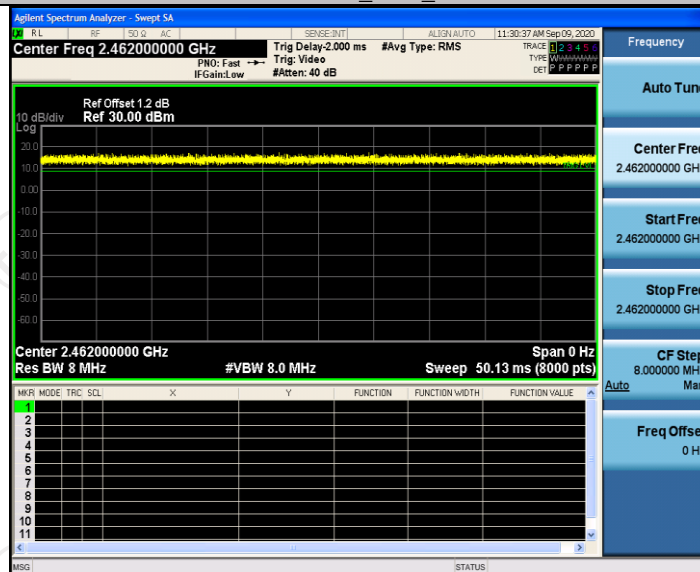 Agilent Spectrum Analyzer - Swept SA
RL RF 50 Ω AC SENSE:INT ALIGN AUTO 11:30:37 AM Sep 09, 2020
Center Freq 2.462000000 GHz
PNO: Fast
IFGain:Low
Trig Delay-2.000 ms
Trig: Video
#Atten: 40 dB
#Avg Type: RMS
TRACE 1 2 3 4 5 6
TYPE
DET P P P P P P
Frequency
Auto Tune
Center Freq
2.462000000 GH
Start Freq
2.462000000 GH
Stop Freq
2.462000000 GH
CF Step
8.000000 MH
Auto Man
Freq Offse
0 H
Ref Offset 1.2 dB
10 dB/div Ref 30.00 dBm
Log
20.0
10.0
0.00
-10.0
-20.0
-30.0
-40.0
-50.0
-60.0
Center 2.462000000 GHz Span 0 Hz
Res BW 8 MHz #VBW 8.0 MHz Sweep 50.13 ms (8000 pts)
MKR MODE TRC SCL X Y FUNCTION FUNCTION WIDTH FUNCTION VALUE
1
2
3
4
5
6
7
8
9
10
11
MSG STATUS